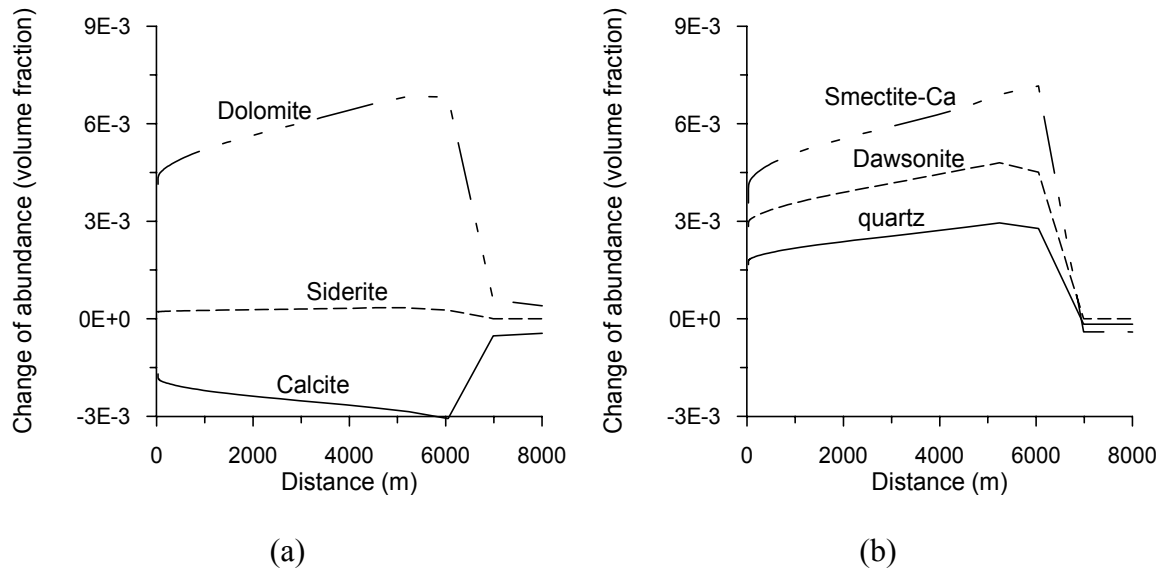 Change of abundance (volume fraction)
9E-3
6E-3
3E-3
0E+0
-3E-3
Dolomite
Siderite
Calcite
0 2000 4000 6000 8000
Distance (m)
(a)
Change of abundance (volume fraction)
9E-3
6E-3
3E-3
0E+0
-3E-3
Smectite-Ca
Dawsonite
quartz
0 2000 4000 6000 8000
Distance (m)
(b)